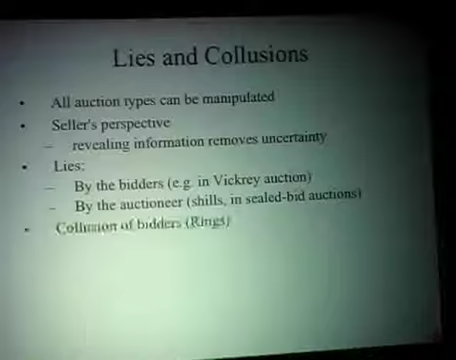 Lies and Collusions
• All auction types can be manipulated
• Seller's perspective
– revealing information removes uncertainty
• Lies:
– By the bidders (e.g. in Vickrey auction)
– By the auctioneer (shills, in sealed-bid auctions)
• Collusion of bidders (Rings)